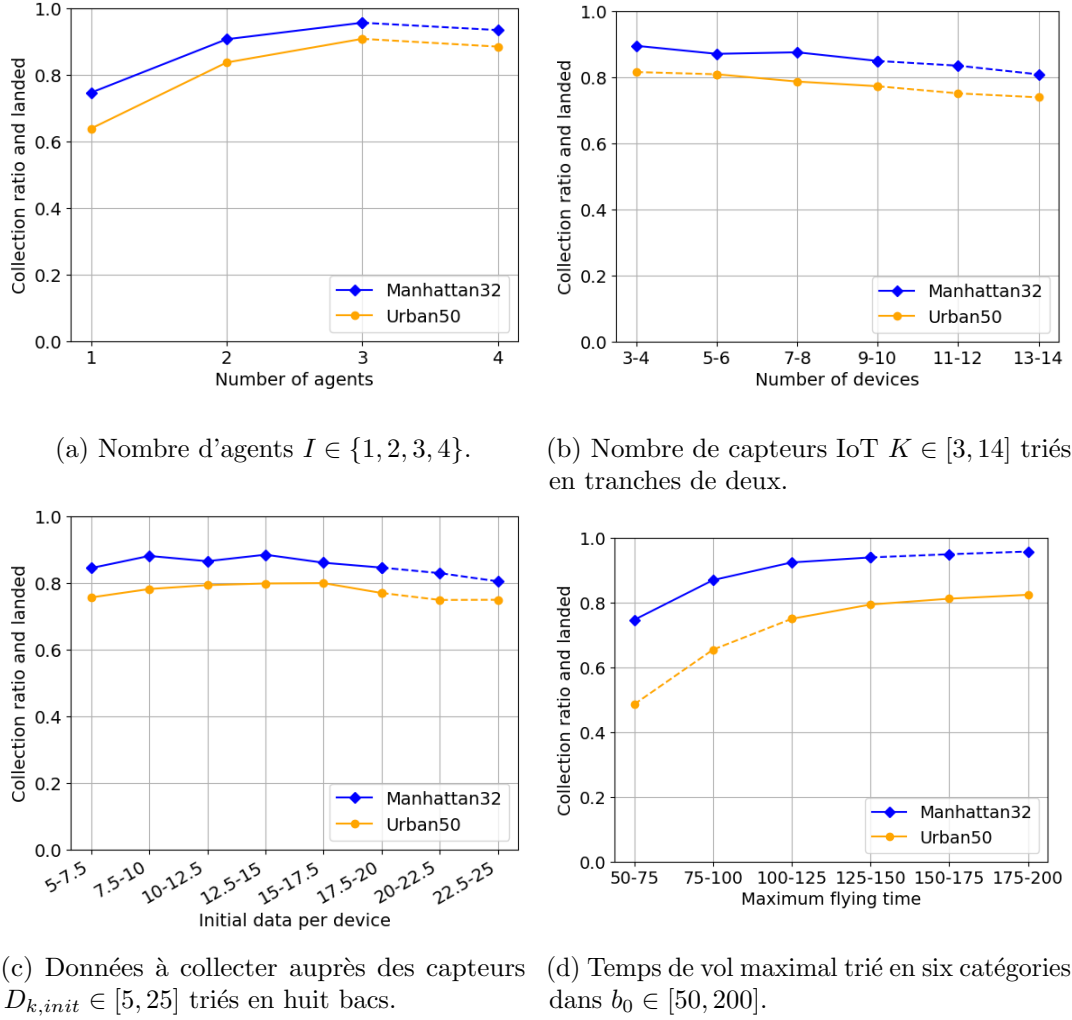 1.0
0.8
0.6
0.4
0.2
0.0
Collection ratio and landed
Manhattan32
Urban50
1 2 3 4
Number of agents
1.0
0.8
0.6
0.4
0.2
0.0
Collection ratio and landed
Manhattan32
Urban50
3-4 5-6 7-8 9-10 11-12 13-14
Number of devices
(a) Nombre d'agents I ∈ {1, 2, 3, 4}.
(b) Nombre de capteurs IoT K ∈ [3, 14] triés
en tranches de deux.
1.0
0.8
0.6
0.4
0.2
0.0
Collection ratio and landed
Manhattan32
Urban50
5-7.5 7.5-10 10-12.5 12.5-15 15-17.5 17.5-20 20-22.5 22.5-25
Initial data per device
1.0
0.8
0.6
0.4
0.2
0.0
Collection ratio and landed
Manhattan32
Urban50
50-75 75-100 100-125 125-150 150-175 175-200
Maximum flying time
(c) Données à collecter auprès des capteurs
D_{k,init} ∈ [5, 25] triés en huit bacs.
(d) Temps de vol maximal trié en six catégories
dans b_0 ∈ [50, 200].